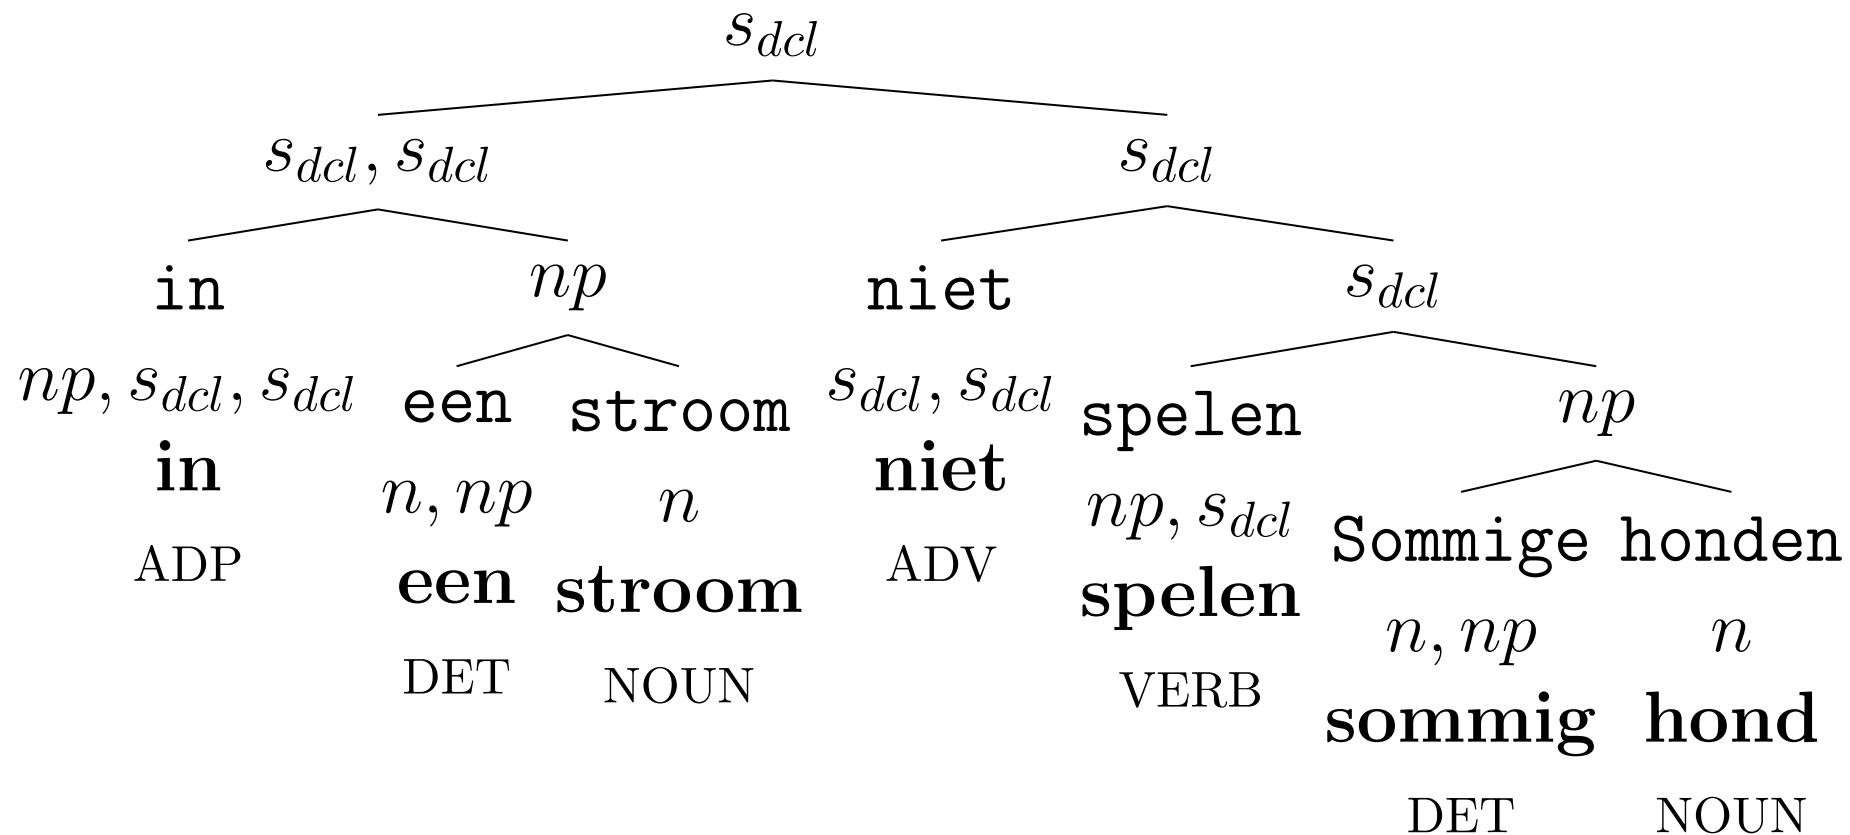 s_dcl
s_dcl, s_dcl s_dcl
in np niet s_dcl
np, s_dcl, s_dcl een stroom s_dcl, s_dcl spelen np
in n, np n niet np, s_dcl Sommige honden
ADP een stroom ADV spelen n, np n
DET NOUN VERB sommig hond
DET NOUN